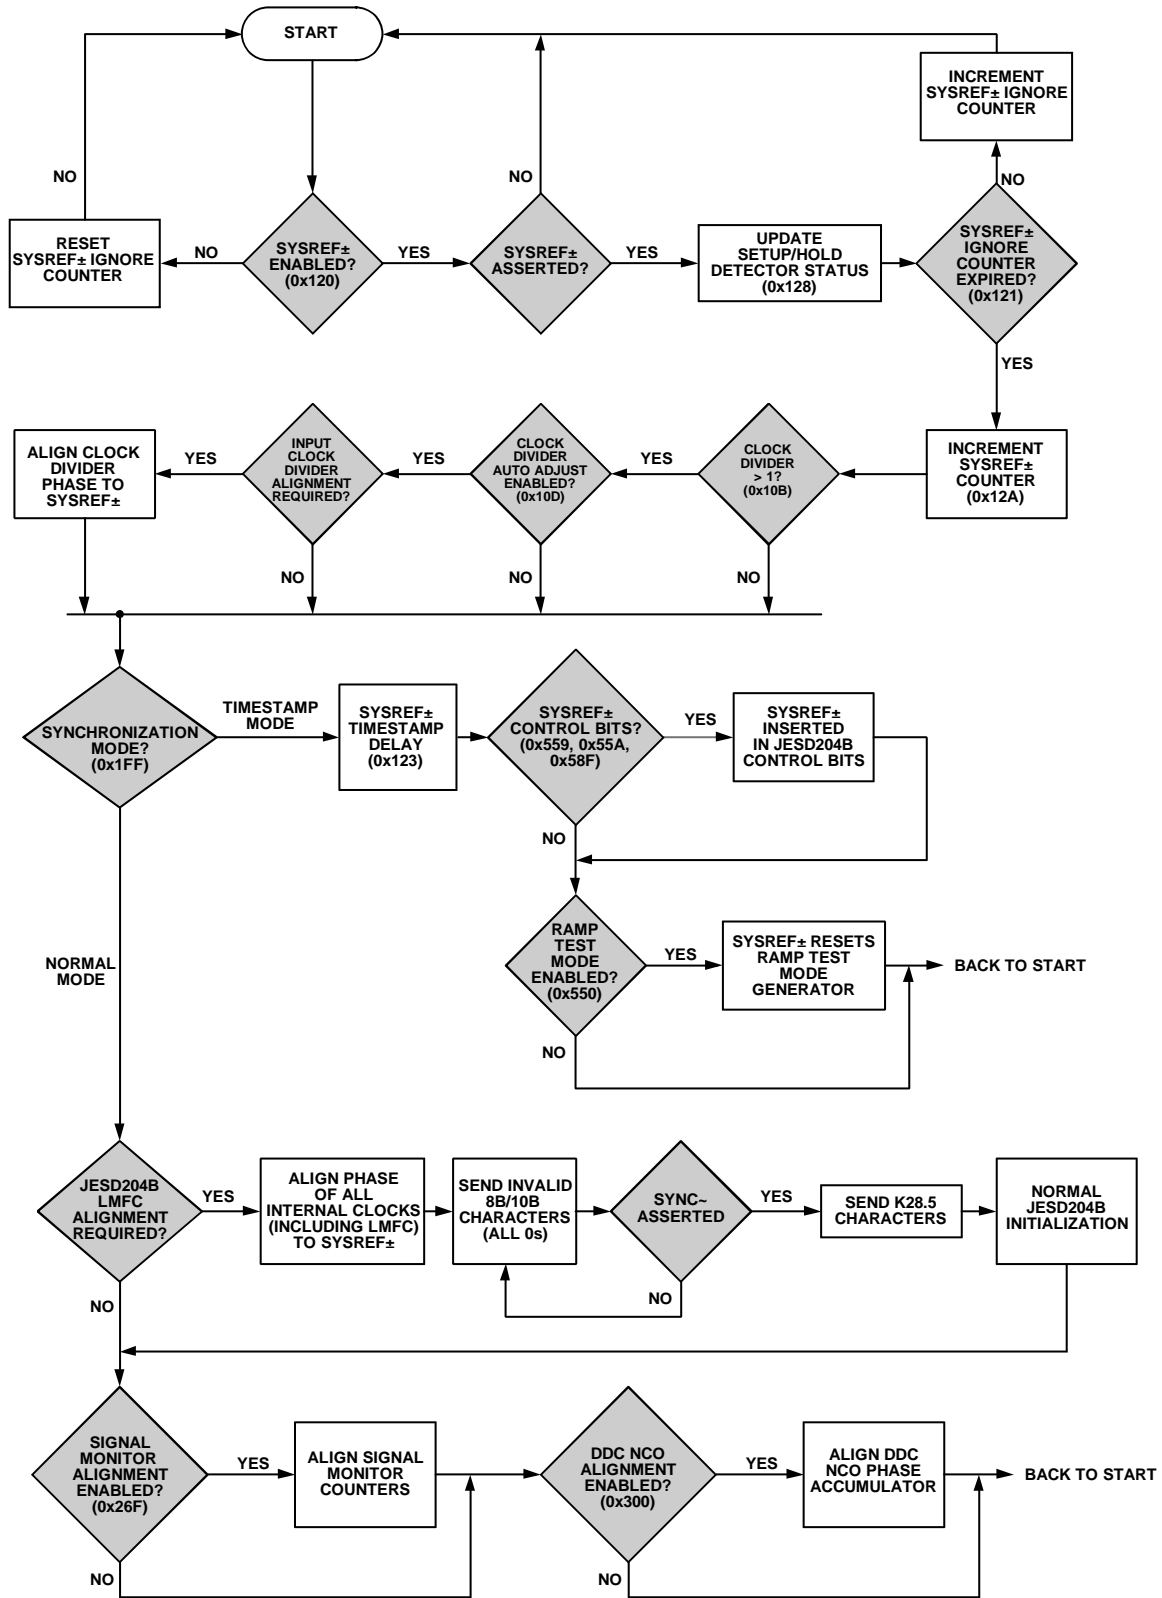 START
INCREMENT
SYSREF± IGNORE
COUNTER
NO
NO
NO
RESET
SYSREF± IGNORE
COUNTER
NO
SYSREF±
ENABLED?
(0x120)
YES
SYSREF±
ASSERTED?
YES
UPDATE
SETUP/HOLD
DETECTOR STATUS
(0x128)
SYSREF±
IGNORE
COUNTER
EXPIRED?
(0x121)
YES
ALIGN CLOCK
DIVIDER
PHASE TO
SYSREF±
YES
INPUT
CLOCK
DIVIDER
ALIGNMENT
REQUIRED?
YES
CLOCK
DIVIDER
AUTO ADJUST
ENABLED?
(0x10D)
YES
CLOCK
DIVIDER
> 1?
(0x10B)
INCREMENT
SYSREF±
COUNTER
(0x12A)
NO
NO
NO
SYNCHRONIZATION
MODE?
(0x1FF)
TIMESTAMP
MODE
SYSREF±
TIMESTAMP
DELAY
(0x123)
SYSREF±
CONTROL BITS?
(0x559, 0x55A,
0x58F)
YES
SYSREF±
INSERTED
IN JESD204B
CONTROL BITS
NO
RAMP
TEST
MODE
ENABLED?
(0x550)
YES
SYSREF± RESETS
RAMP TEST
MODE
GENERATOR
BACK TO START
NO
NORMAL
MODE
JESD204B
LMFC
ALIGNMENT
REQUIRED?
YES
ALIGN PHASE
OF ALL
INTERNAL CLOCKS
(INCLUDING LMFC)
TO SYSREF±
SEND INVALID
8B/10B
CHARACTERS
(ALL 0s)
SYNC~
ASSERTED
YES
SEND K28.5
CHARACTERS
NORMAL
JESD204B
INITIALIZATION
NO
NO
SIGNAL
MONITOR
ALIGNMENT
ENABLED?
(0x26F)
YES
ALIGN SIGNAL
MONITOR
COUNTERS
DDC NCO
ALIGNMENT
ENABLED?
(0x300)
YES
ALIGN DDC
NCO PHASE
ACCUMULATOR
BACK TO START
NO
NO